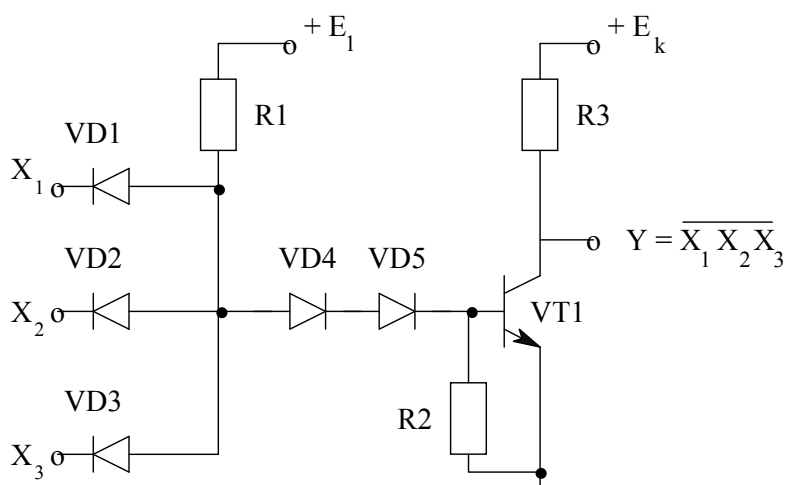 + E1
+ Ek
R1
R3
VD1
X1
VD2
VD4
VD5
Y = X1 X2 X3
X2
VT1
VD3
R2
X3